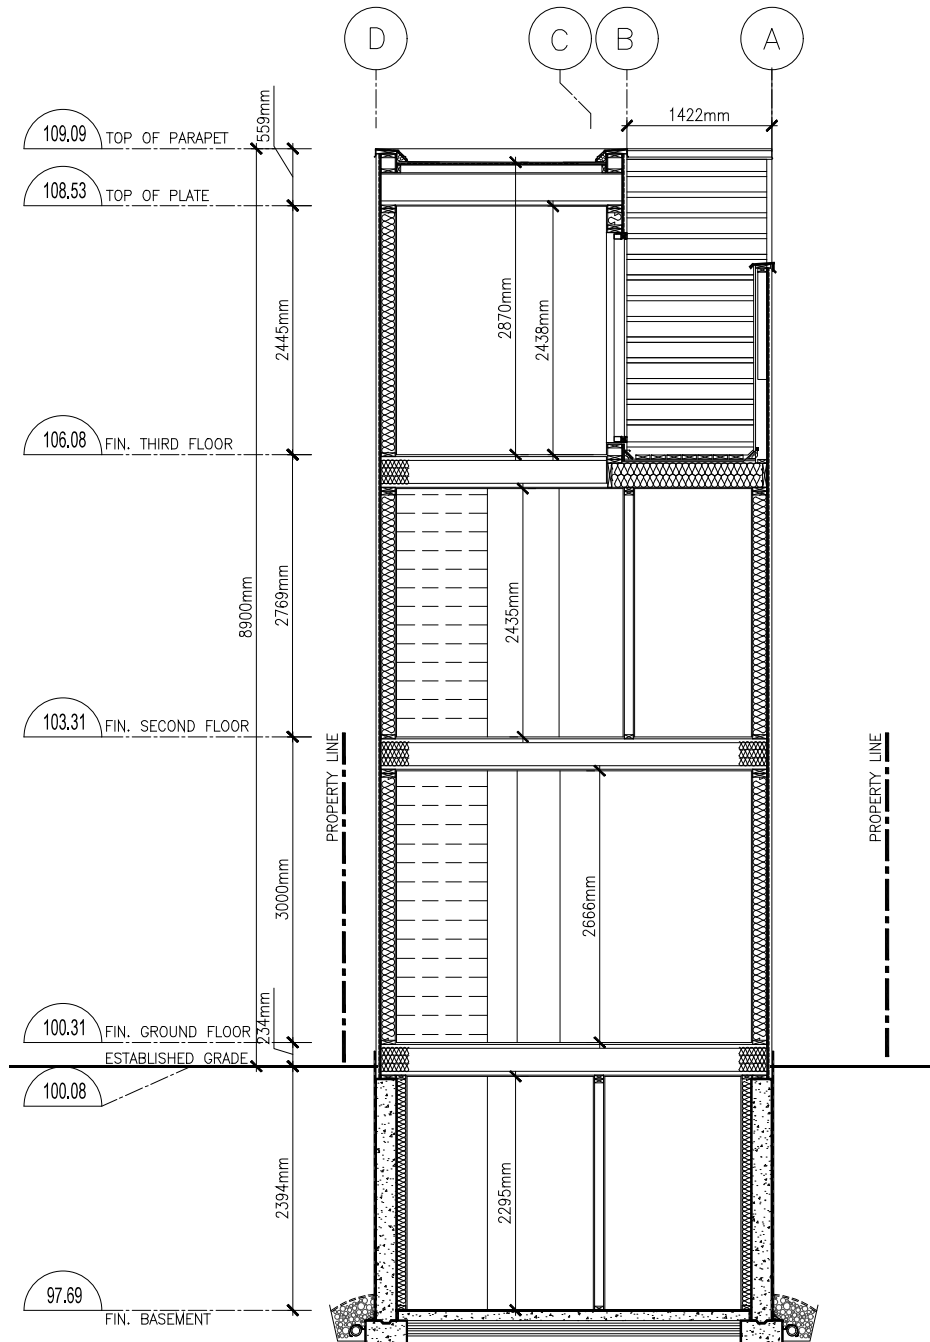 D
C
B
A
1422mm
559mm
109.09 TOP OF PARAPET
108.53 TOP OF PLATE
2445mm
2870mm
2438mm
106.08 FIN. THIRD FLOOR
8900mm
2769mm
2435mm
103.31 FIN. SECOND FLOOR
PROPERTY LINE
PROPERTY LINE
3000mm
2666mm
100.31 FIN. GROUND FLOOR
234mm
ESTABLISHED GRADE
100.08
2394mm
2295mm
97.69
FIN. BASEMENT